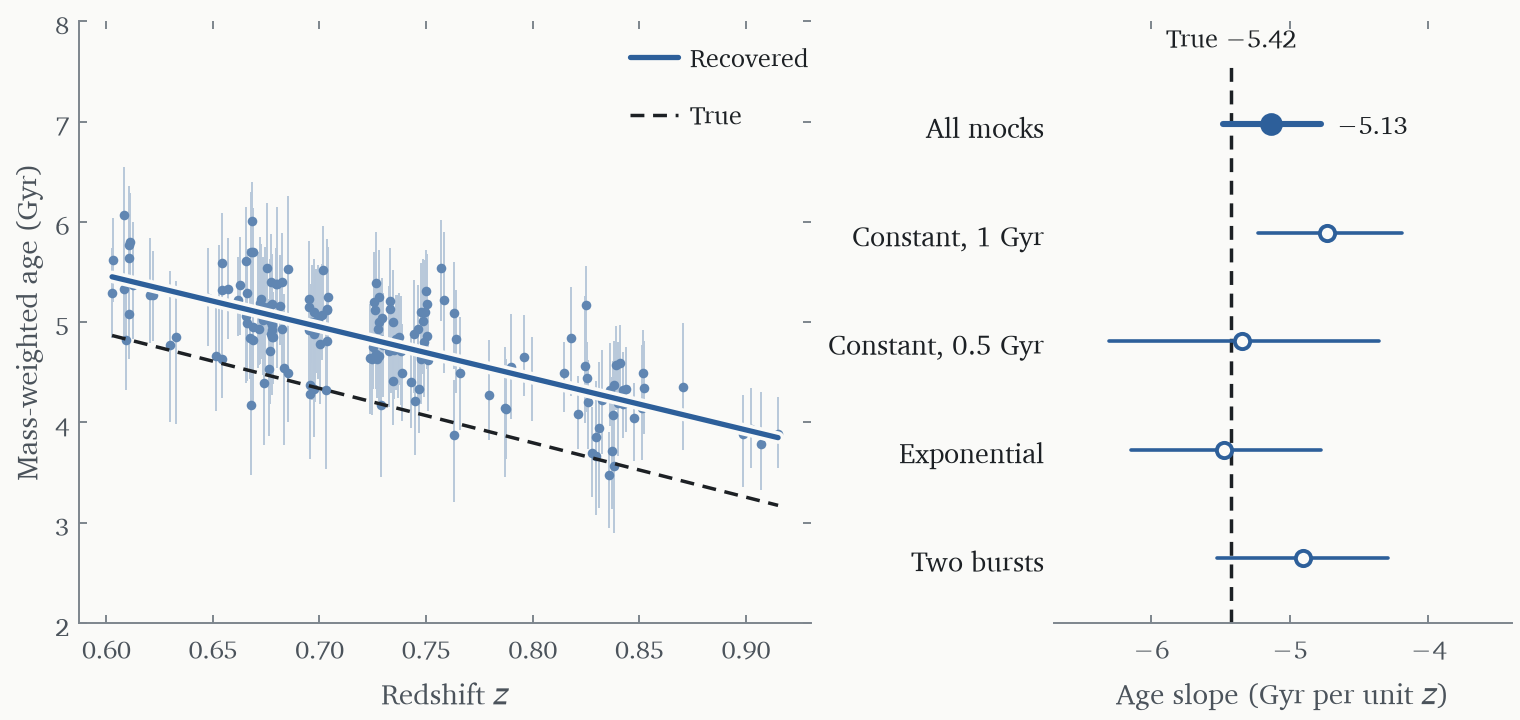 8
7
6
5
4
3
2
Mass-weighted age (Gyr)
Recovered
True
0.60 0.65 0.70 0.75 0.80 0.85 0.90
Redshift z
True −5.42
All mocks
−5.13
Constant, 1 Gyr
Constant, 0.5 Gyr
Exponential
Two bursts
−6 −5 −4
Age slope (Gyr per unit z)